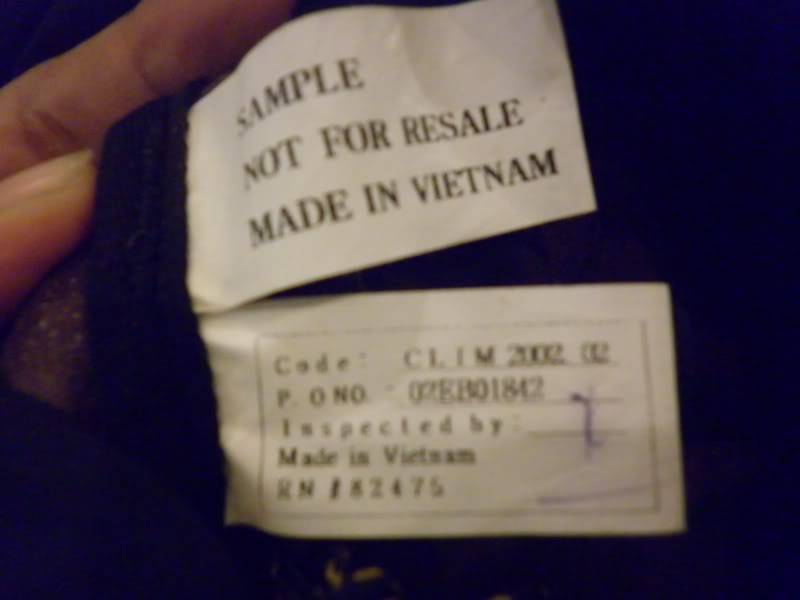 SAMPLE
NOT FOR RESALE
MADE IN VIETNAM
Code: CLIM 2002 02
P.O NO. 02EB01842
Inspected by:
Made in Vietnam
RN #82475